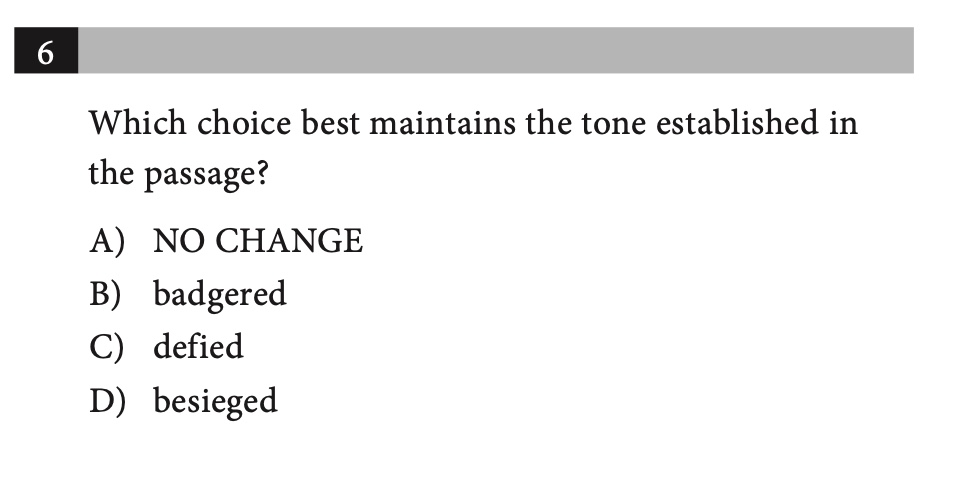 6
Which choice best maintains the tone established in
the passage?
A) NO CHANGE
B) badgered
C) defied
D) besieged